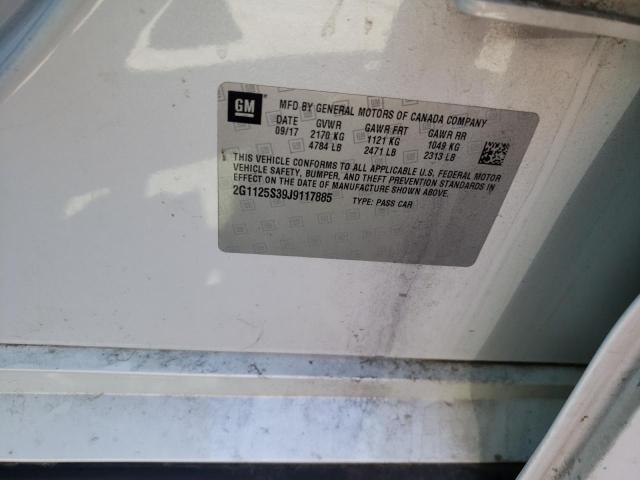 GM
MFD BY GENERAL MOTORS OF CANADA COMPANY
DATE GVWR GAWR FRT GAWR RR
09/17 2170 KG 1121 KG 1049 KG
4784 LB 2471 LB 2313 LB
THIS VEHICLE CONFORMS TO ALL APPLICABLE U.S. FEDERAL MOTOR
VEHICLE SAFETY, BUMPER, AND THEFT PREVENTION STANDARDS IN
EFFECT ON THE DATE OF MANUFACTURE SHOWN ABOVE.
2G1125S39J9117885 TYPE: PASS CAR